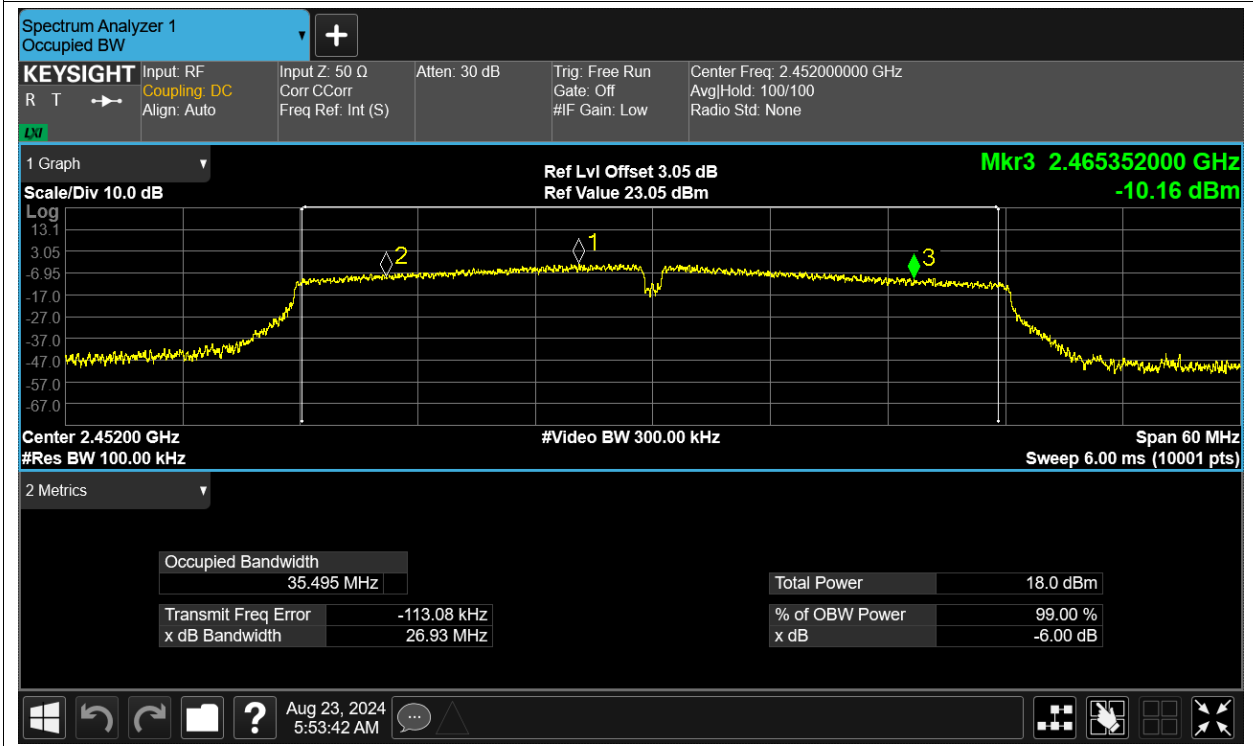 Spectrum Analyzer 1
Occupied BW
KEYSIGHT
R T
LXI
Input: RF
Coupling: DC
Align: Auto
Input Z: 50 Ω
Corr CCorr
Freq Ref: Int (S)
Atten: 30 dB
Trig: Free Run
Gate: Off
#IF Gain: Low
Center Freq: 2.452000000 GHz
Avg|Hold: 100/100
Radio Std: None
1 Graph
Scale/Div 10.0 dB
Ref Lvl Offset 3.05 dB
Ref Value 23.05 dBm
Mkr3 2.465352000 GHz
-10.16 dBm
Log
13.1
3.05
-6.95
-17.0
-27.0
-37.0
-47.0
-57.0
-67.0
2
1
3
Center 2.45200 GHz
#Res BW 100.00 kHz
#Video BW 300.00 kHz
Span 60 MHz
Sweep 6.00 ms (10001 pts)
2 Metrics
Occupied Bandwidth
35.495 MHz
Transmit Freq Error -113.08 kHz
x dB Bandwidth 26.93 MHz
Total Power 18.0 dBm
% of OBW Power 99.00 %
x dB -6.00 dB
?
Aug 23, 2024
5:53:42 AM